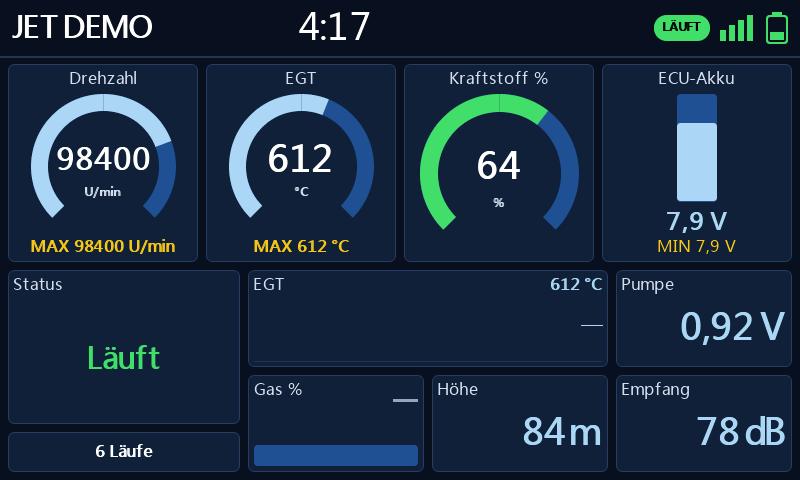 JET DEMO
4:17
LÄUFT
Drehzahl
98400
U/min
MAX 98400 U/min
EGT
612
°C
MAX 612 °C
Kraftstoff %
64
%
ECU-Akku
7,9 V
MIN 7,9 V
Status
Läuft
6 Läufe
EGT
612 °C
—
Pumpe
0,92 V
Gas %
—
Höhe
84 m
Empfang
78 dB